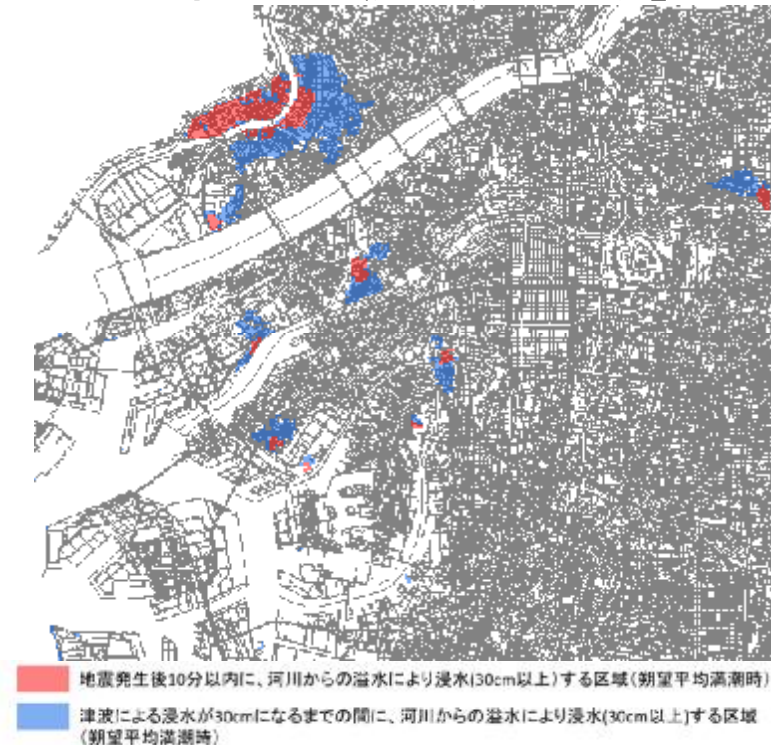 地震発生後10分以内に、河川からの溢水により浸水(30cm以上)する区域(朔望平均満潮時)
津波による浸水が30cmになるまでの間に、河川からの溢水により浸水(30cm以上)する区域
(朔望平均満潮時)